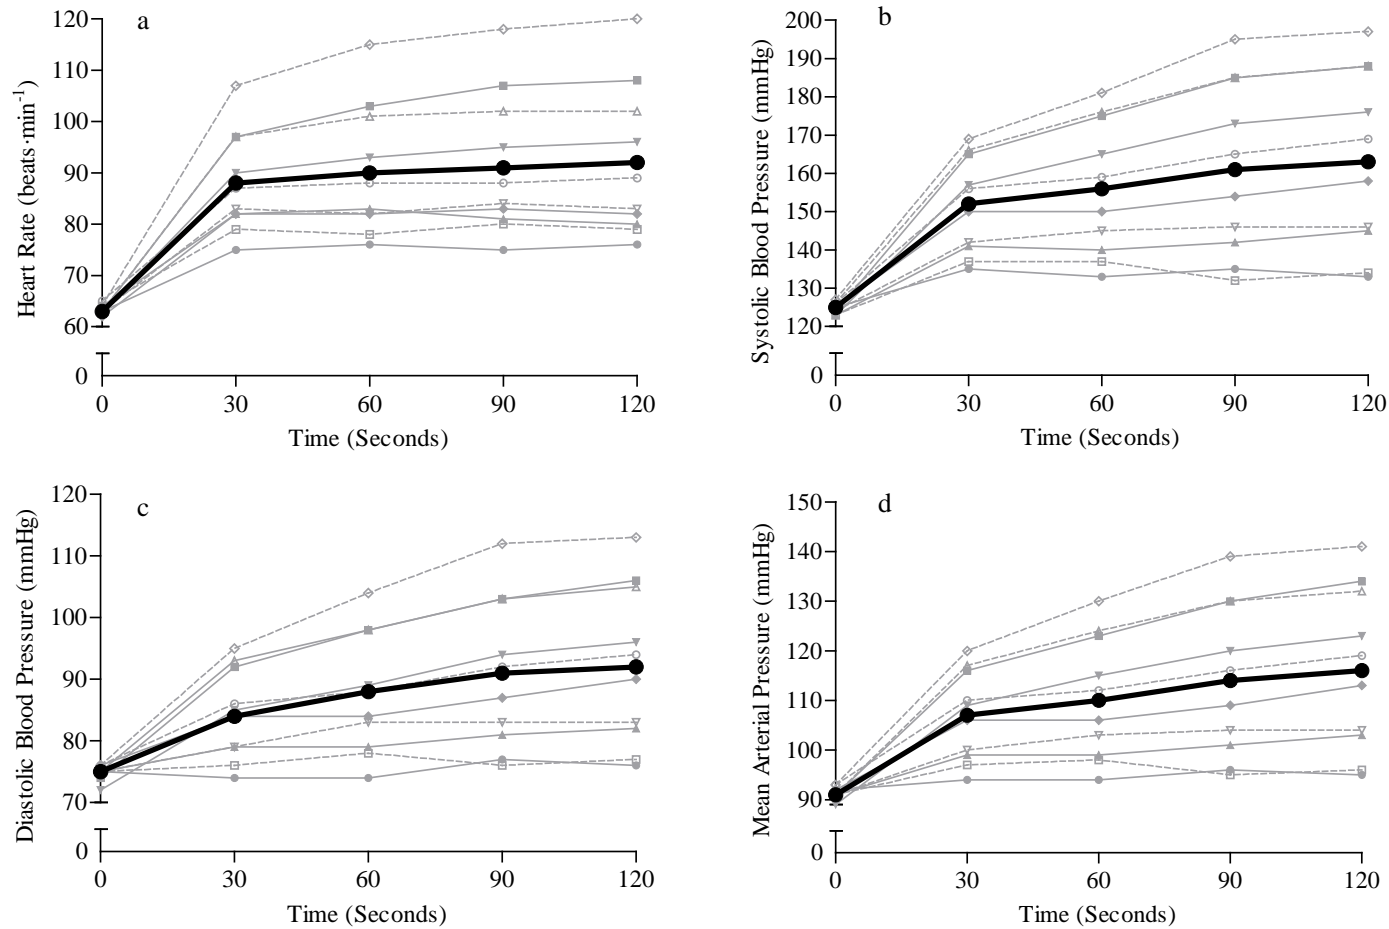 a
Heart Rate (beats·min⁻¹)
120
110
100
90
80
70
60
0
0 30 60 90 120
Time (Seconds)
b
Systolic Blood Pressure (mmHg)
200
190
180
170
160
150
140
130
120
0
0 30 60 90 120
Time (Seconds)
c
Diastolic Blood Pressure (mmHg)
120
110
100
90
80
70
0
0 30 60 90 120
Time (Seconds)
d
Mean Arterial Pressure (mmHg)
150
140
130
120
110
100
90
0
0 30 60 90 120
Time (Seconds)